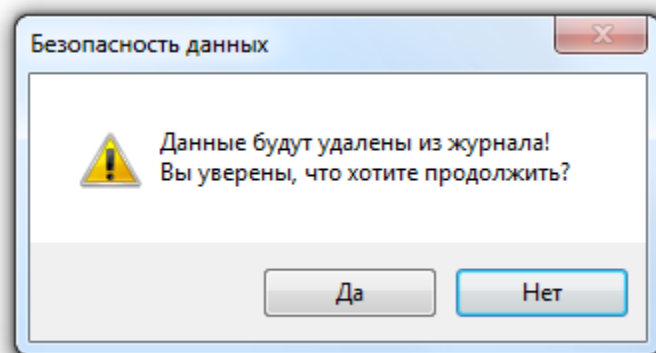 Безопасность данных
Данные будут удалены из журнала!
Вы уверены, что хотите продолжить?
Да
Нет